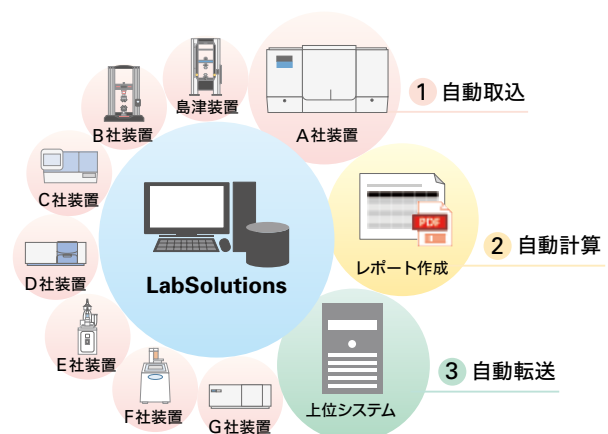 島津装置
A社装置
B社装置
C社装置
D社装置
E社装置
F社装置
G社装置
LabSolutions
1 自動取込
PDF
レポート作成
2 自動計算
上位システム
3 自動転送